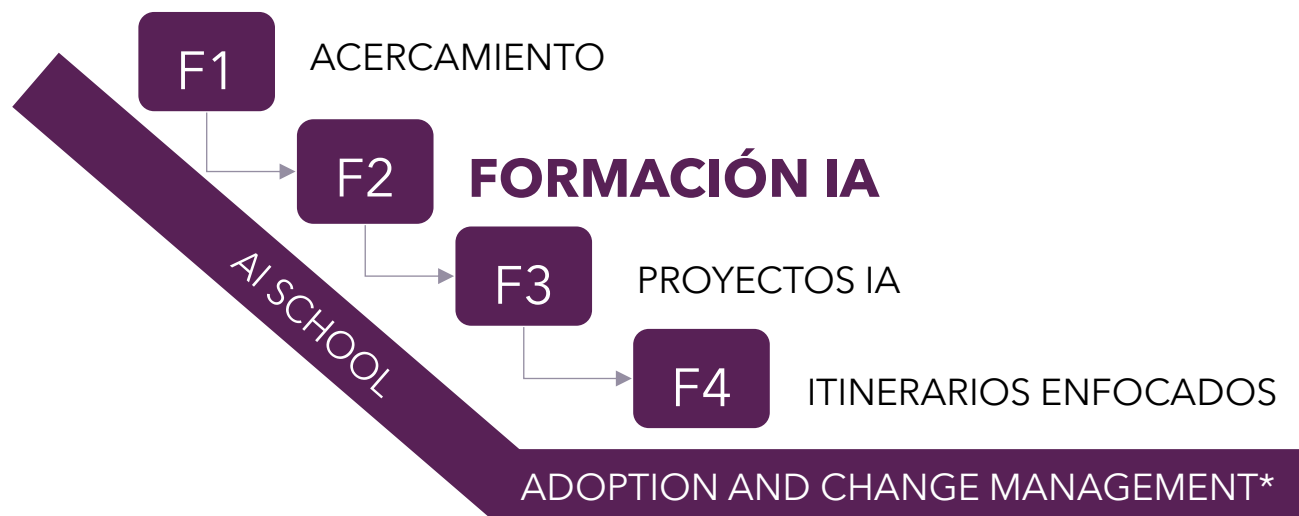 F1
ACERCAMIENTO
F2
FORMACIÓN IA
F3
PROYECTOS IA
F4
ITINERARIOS ENFOCADOS
AI SCHOOL
ADOPTION AND CHANGE MANAGEMENT*